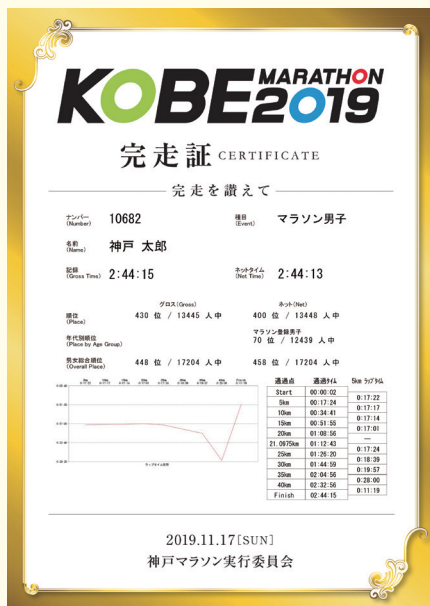 KOBE MARATHON 2019
完走証 CERTIFICATE
完走を讃えて
ナンバー (Number) 10682 種目 (Event) マラソン男子
名前 (Name) 神戸 太郎
記録 (Gross Time) 2:44:15 ネットタイム (Net Time) 2:44:13
グロス(Gross) ネット(Net)
順位 (Place) 430 位 / 13445 人中 400 位 / 13448 人中
マラソン登録男子
年代別順位 (Place by Age Group) 70 位 / 12439 人中
男女総合順位 (Overall Place) 448 位 / 17204 人中 458 位 / 17204 人中
通過点 通過タイム 5km ラップタイム
Start 00:00:02
5km 00:17:24 0:17:22
10km 00:34:41 0:17:17
15km 00:51:55 0:17:14
20km 01:08:56 0:17:01
21.0975km 01:12:43 —
25km 01:26:20 0:17:24
30km 01:44:59 0:18:39
35km 02:04:56 0:19:57
40km 02:32:56 0:28:00
Finish 02:44:15 0:11:19
ラップタイム推移
2019.11.17[SUN]
神戸マラソン実行委員会